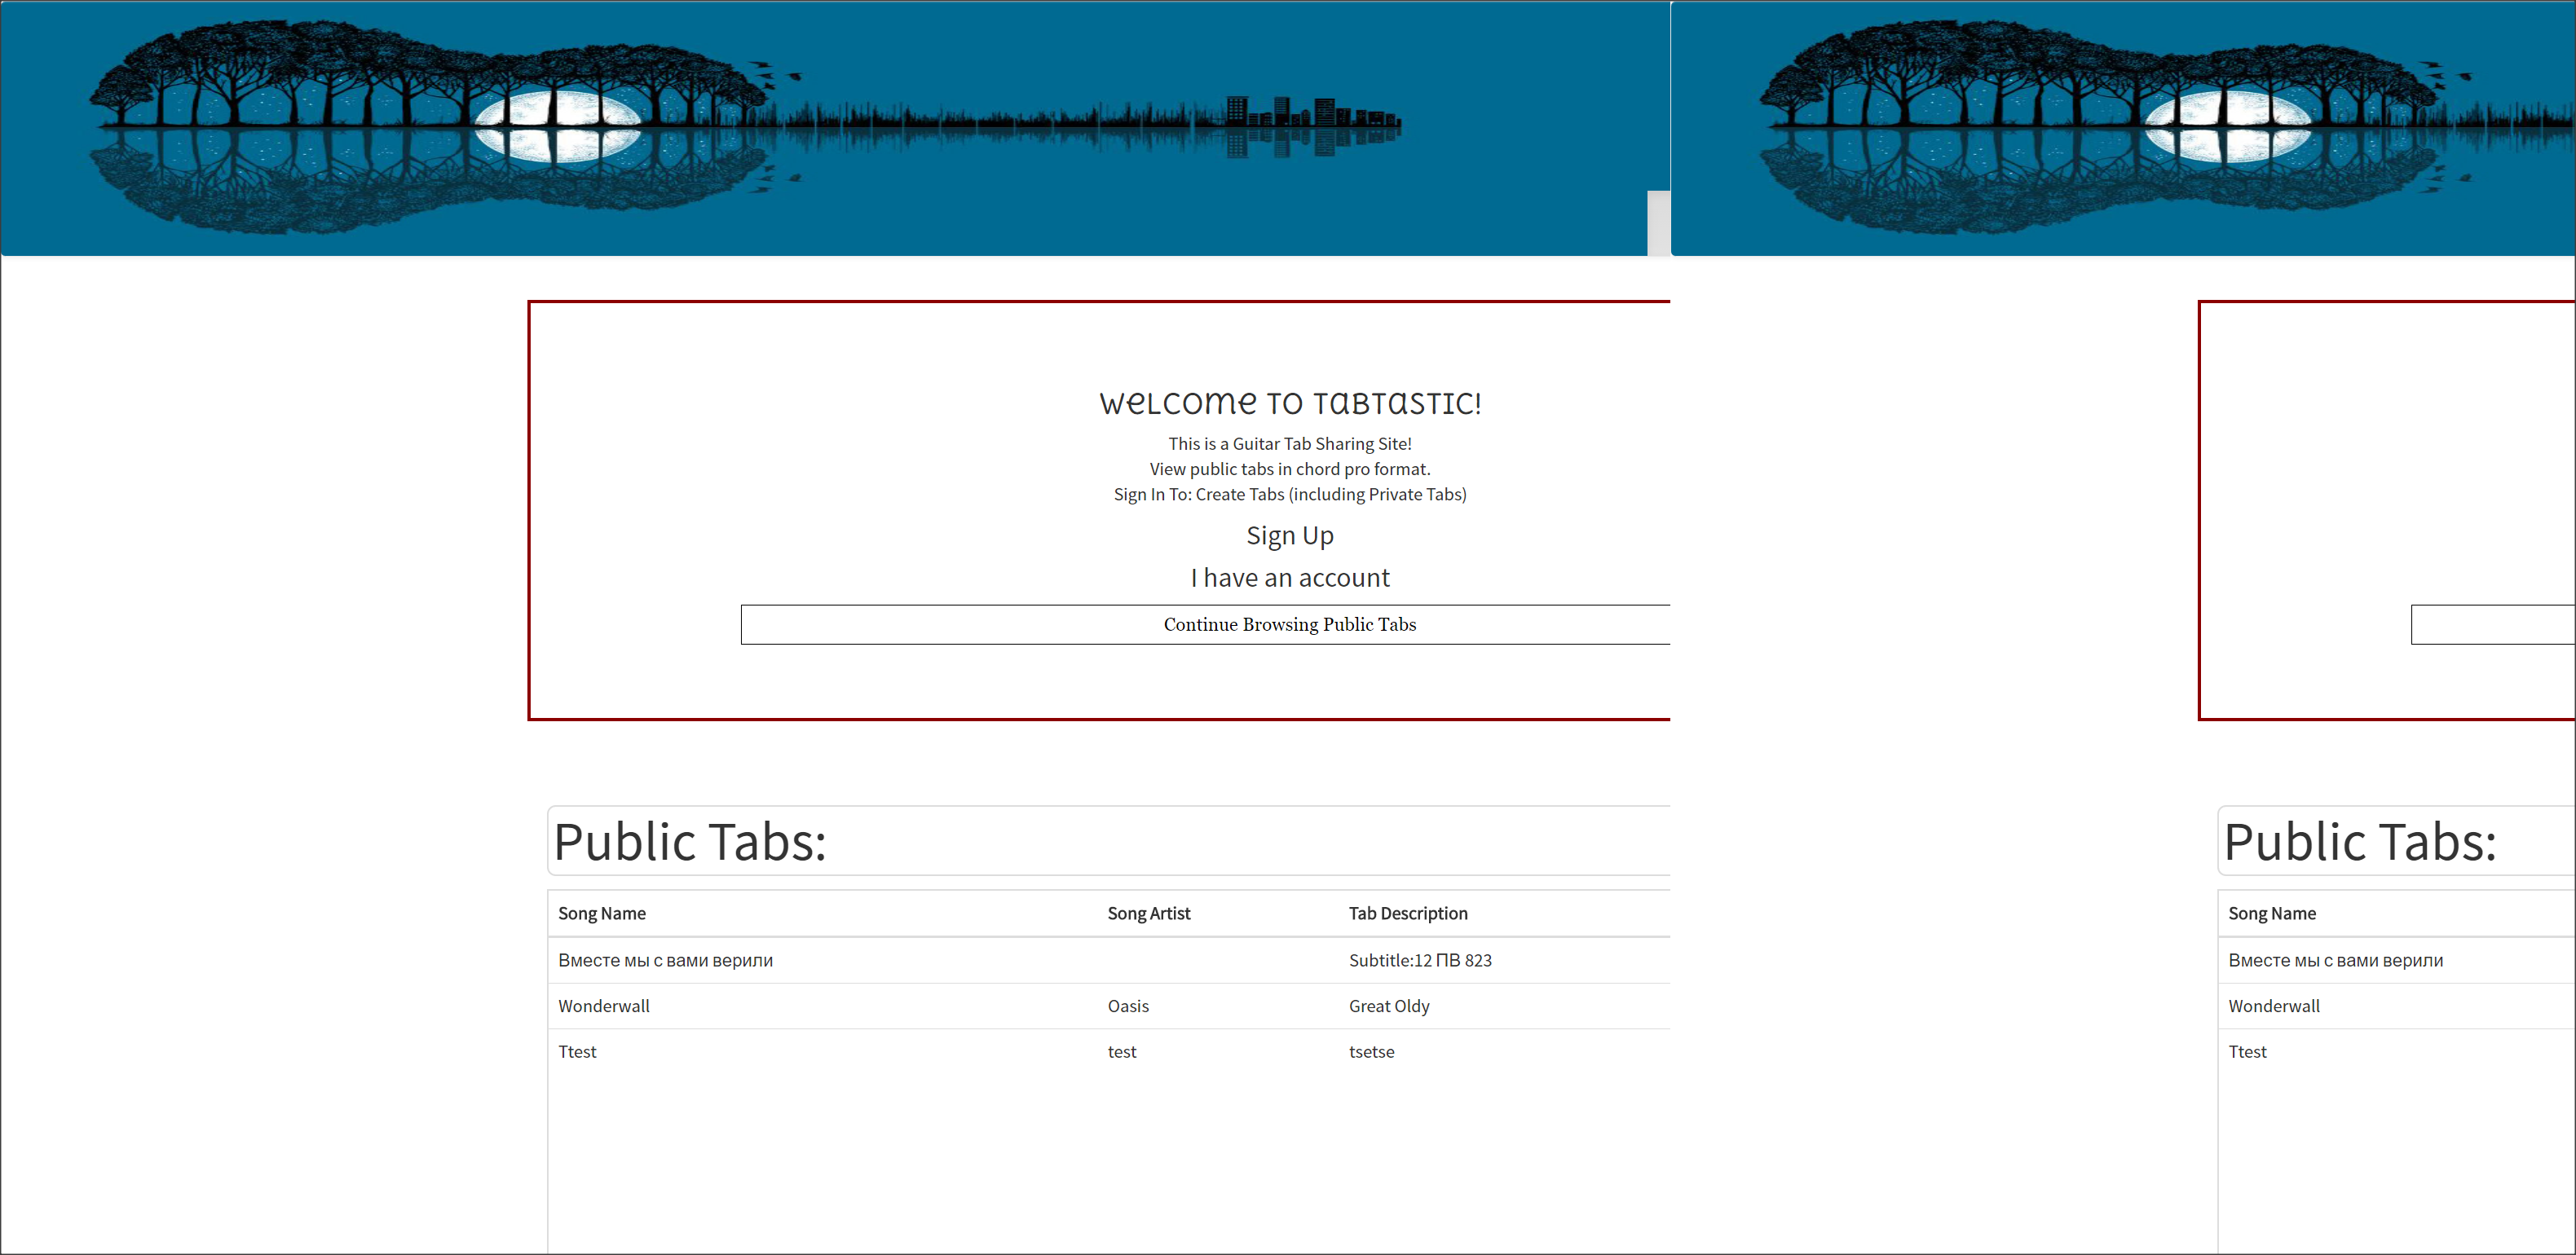 Welcome to Tabtastic!
This is a Guitar Tab Sharing Site!
View public tabs in chord pro format.
Sign In To: Create Tabs (including Private Tabs)
Sign Up
I have an account
Continue Browsing Public Tabs
Public Tabs:
Song Name Song Artist Tab Description
Вместе мы с вами верили Subtitle:12 ПВ 823
Wonderwall Oasis Great Oldy
Ttest test tsetse
Public Tabs:
Song Name
Вместе мы с вами верили
Wonderwall
Ttest